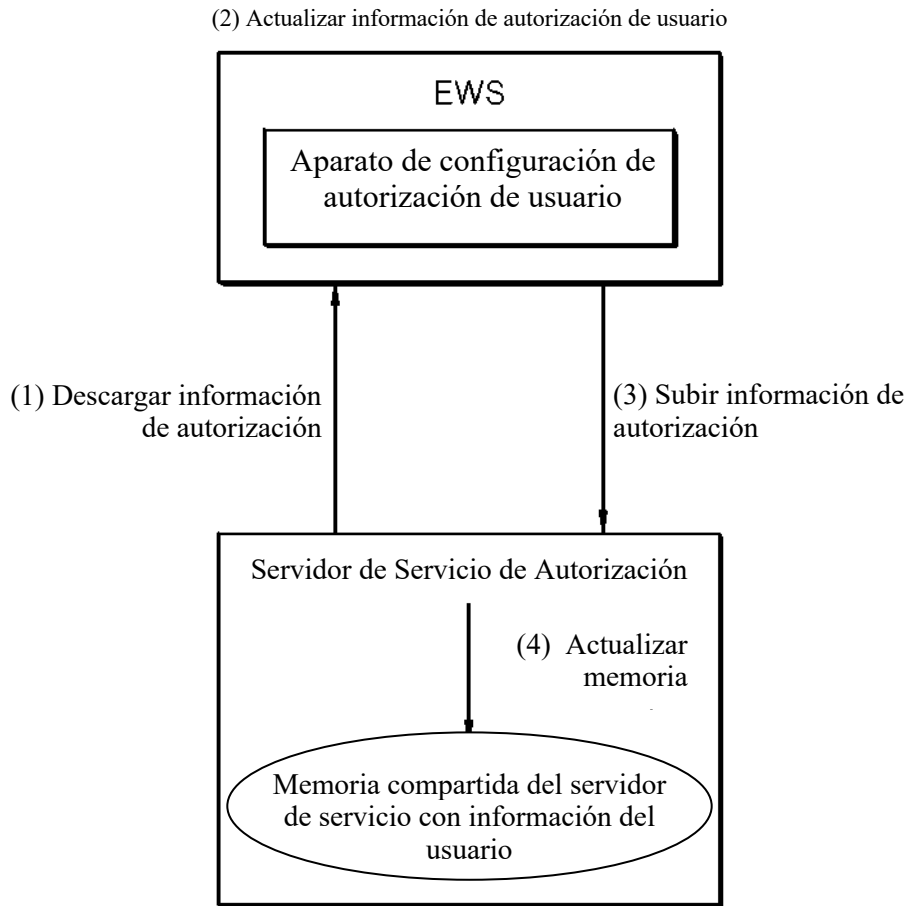 (2) Actualizar información de autorización de usuario
EWS
Aparato de configuración de
autorización de usuario
(1) Descargar información
de autorización
(3) Subir información de
autorización
Servidor de Servicio de Autorización
(4) Actualizar
memoria
Memoria compartida del servidor
de servicio con información del
usuario